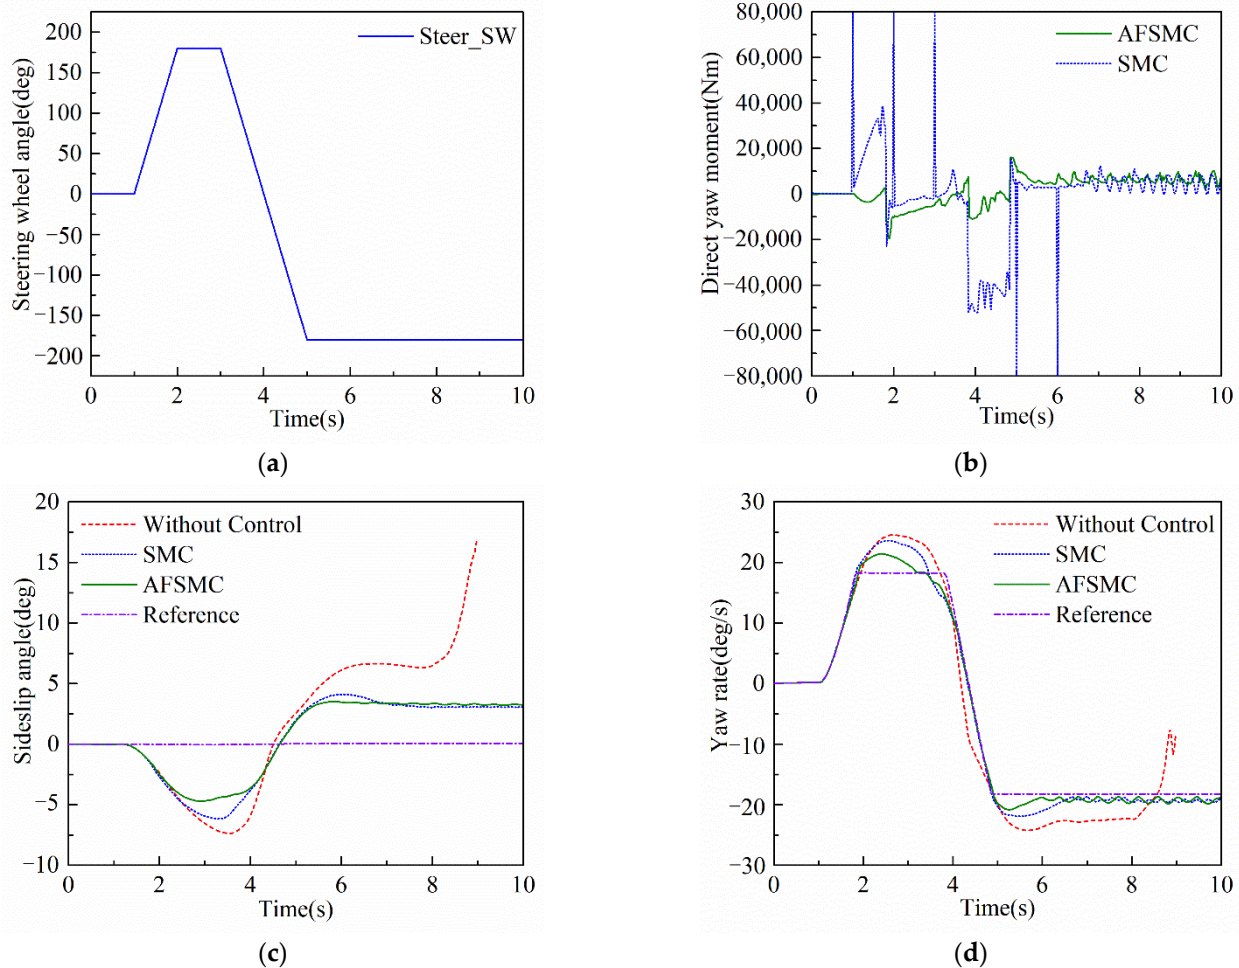 200
150
100
50
0
−50
−100
−150
−200
Steering wheel angle(deg)
Steer_SW
0 2 4 6 8 10
Time(s)
(a)
80,000
60,000
40,000
20,000
0
−20,000
−40,000
−60,000
−80,000
Direct yaw moment(Nm)
AFSMC
SMC
0 2 4 6 8 10
Time(s)
(b)
20
15
10
5
0
−5
−10
Sideslip angle(deg)
Without Control
SMC
AFSMC
Reference
0 2 4 6 8 10
Time(s)
(c)
30
20
10
0
−10
−20
−30
Yaw rate(deg/s)
Without Control
SMC
AFSMC
Reference
0 2 4 6 8 10
Time(s)
(d)